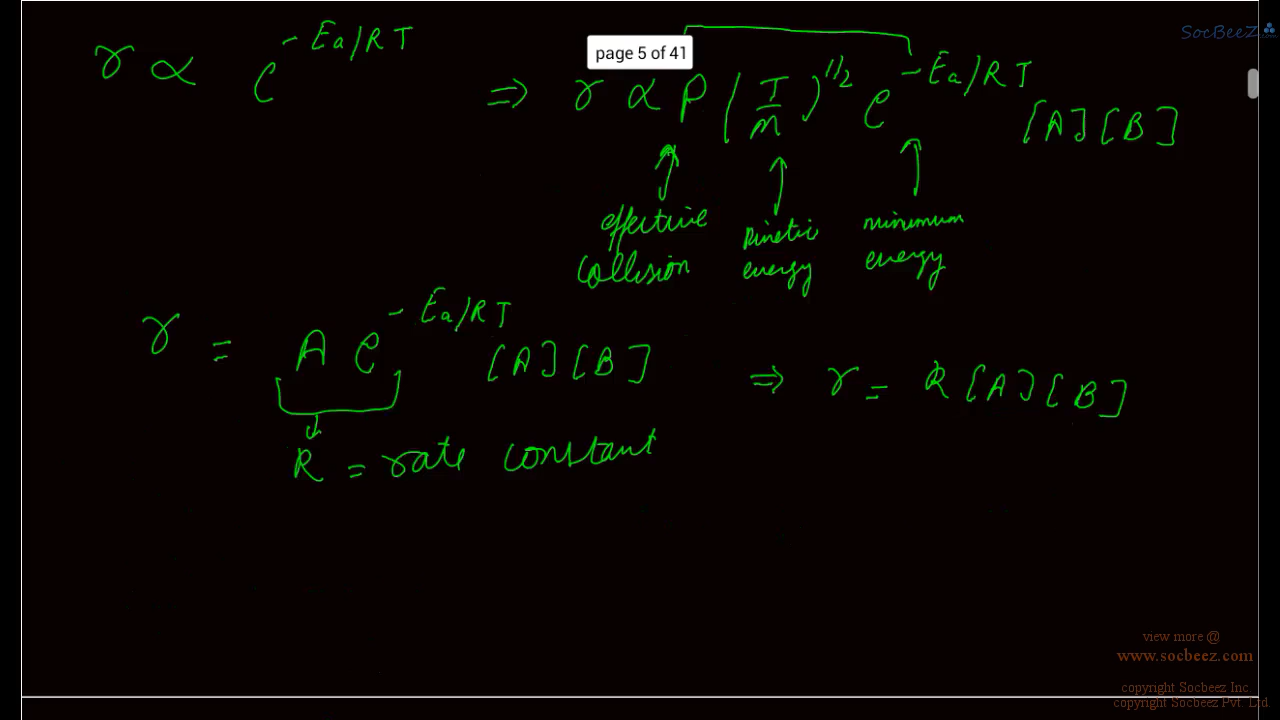 SocBeeZ
page 5 of 41
r ∝ e^-Ea/RT ⇒ r ∝ P (T/m)^1/2 e^-Ea/RT [A][B]
effective kinetic minimum
collision energy energy
r = A e^-Ea/RT [A][B] ⇒ r = R[A][B]
R = rate constant
view more @
www.socbeez.com
copyright Socbeez Inc.
copyright Socbeez Pvt. Ltd.